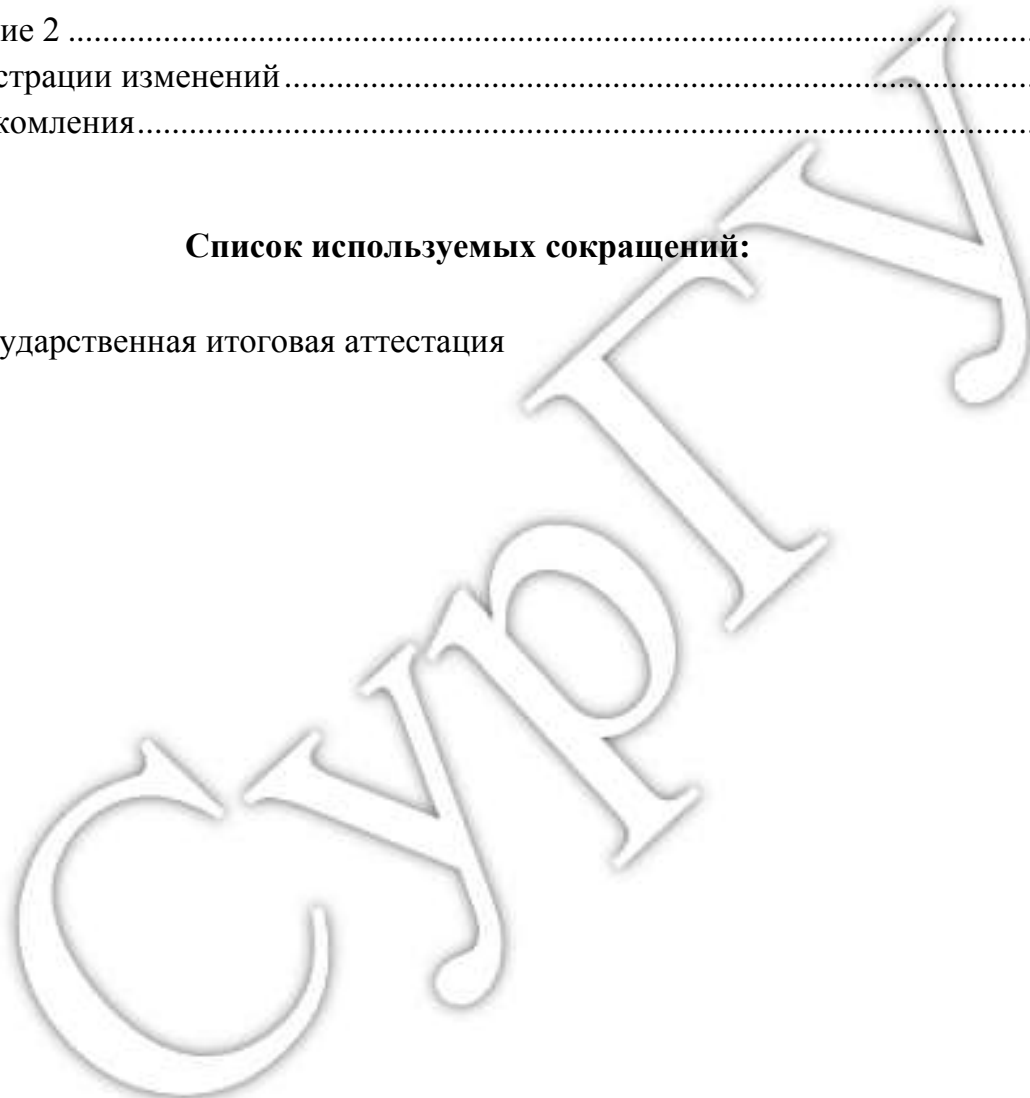 ие 2 ........................................................................................................................
страции изменений ........................................................................................
комления ........................................................................................................
Список используемых сокращений:
ударственная итоговая аттестация
СурГУ